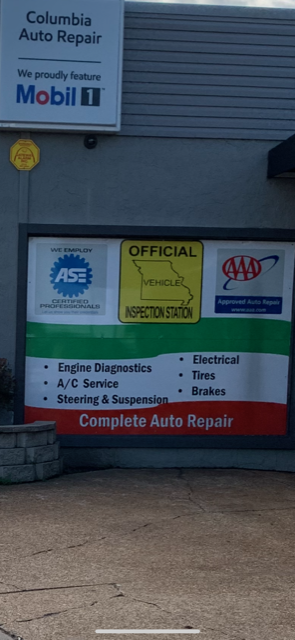 Columbia
Auto Repair
We proudly feature
Mobil 1
WE EMPLOY
ASE
CERTIFIED
PROFESSIONALS
OFFICIAL
VEHICLE
INSPECTION STATION
AAA
Approved Auto Repair
• Engine Diagnostics
• A/C Service
• Steering & Suspension
• Electrical
• Tires
• Brakes
Complete Auto Repair